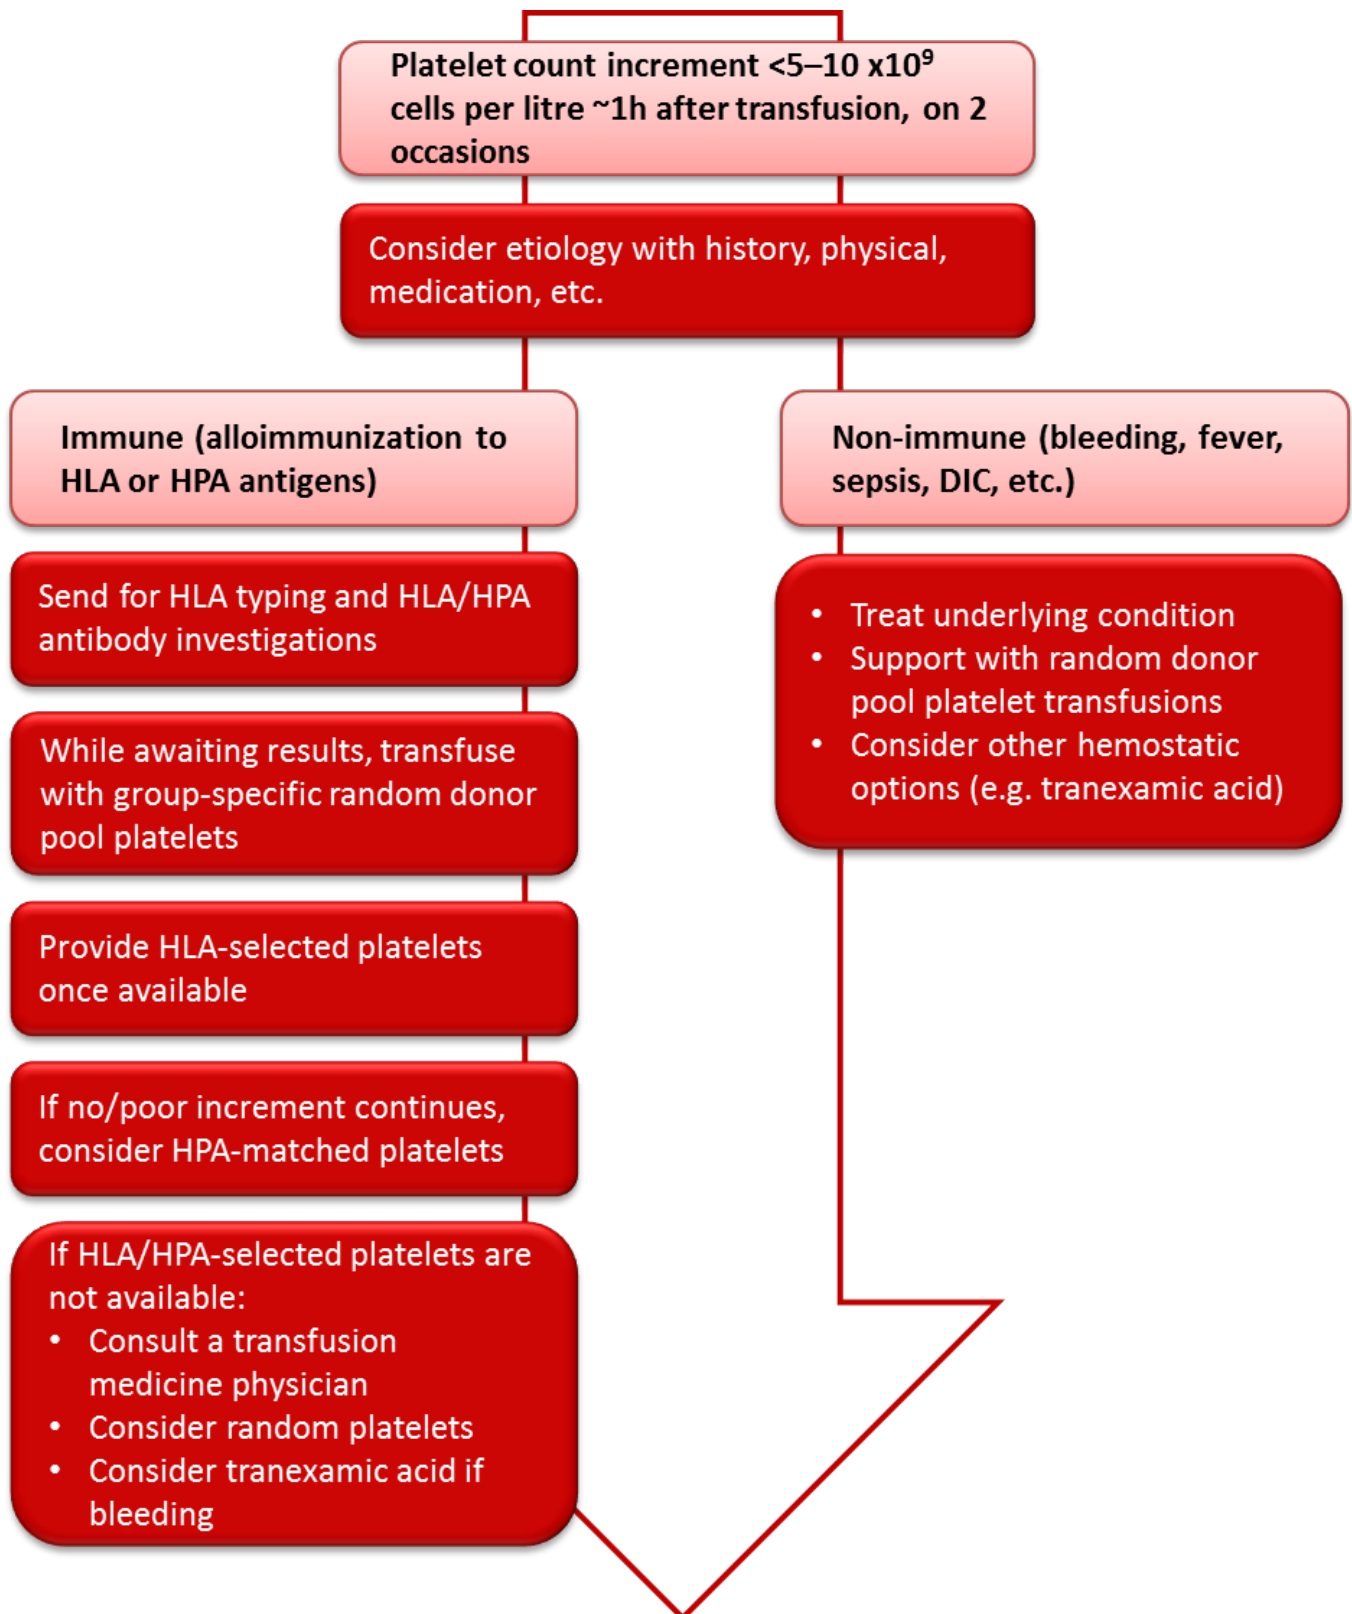 Platelet count increment <5–10 x10⁹
cells per litre ~1h after transfusion, on 2
occasions
Consider etiology with history, physical,
medication, etc.
Immune (alloimmunization to
HLA or HPA antigens)
Send for HLA typing and HLA/HPA
antibody investigations
While awaiting results, transfuse
with group-specific random donor
pool platelets
Provide HLA-selected platelets
once available
If no/poor increment continues,
consider HPA-matched platelets
If HLA/HPA-selected platelets are
not available:
• Consult a transfusion
medicine physician
• Consider random platelets
• Consider tranexamic acid if
bleeding
Non-immune (bleeding, fever,
sepsis, DIC, etc.)
• Treat underlying condition
• Support with random donor
pool platelet transfusions
• Consider other hemostatic
options (e.g. tranexamic acid)